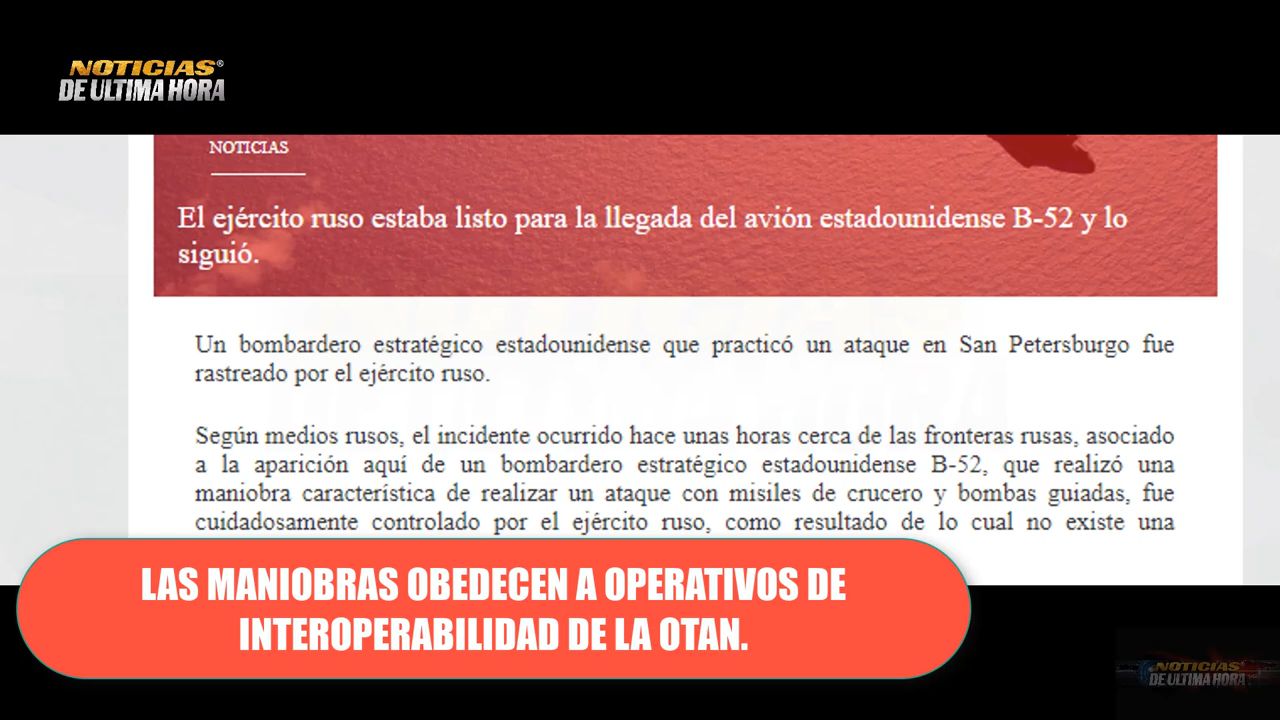 NOTICIAS®
DE ULTIMA HORA
NOTICIAS
El ejército ruso estaba listo para la llegada del avión estadounidense B-52 y lo
siguió.
Un bombardero estratégico estadounidense que practicó un ataque en San Petersburgo fue
rastreado por el ejército ruso.
Según medios rusos, el incidente ocurrido hace unas horas cerca de las fronteras rusas, asociado
a la aparición aquí de un bombardero estratégico estadounidense B-52, que realizó una
maniobra característica de realizar un ataque con misiles de crucero y bombas guiadas, fue
cuidadosamente controlado por el ejército ruso, como resultado de lo cual no existe una
LAS MANIOBRAS OBEDECEN A OPERATIVOS DE
INTEROPERABILIDAD DE LA OTAN.
NOTICIAS
DE ULTIMA HORA